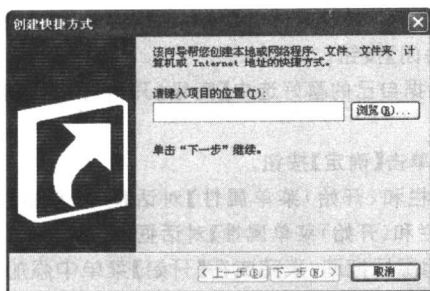 创建快捷方式
该向导帮您创建本地或网络程序、文件、文件夹、计
算机或 Internet 地址的快捷方式。
请键入项目的位置(T):
浏览(R)...
单击“下一步”继续。
<上一步(B) 下一步(N)> 取消